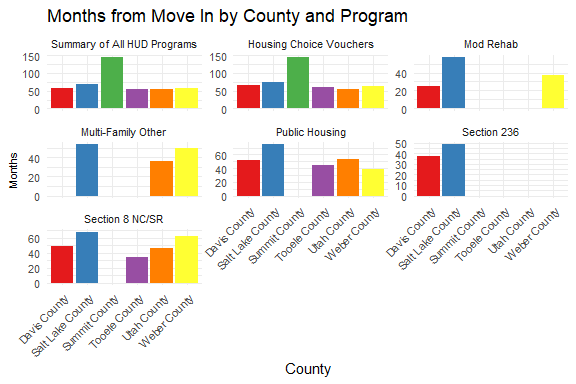 Months from Move In by County and Program
Summary of All HUD Programs
Housing Choice Vouchers
Mod Rehab
150
100
50
0
150
100
50
0
40
20
0
Multi-Family Other
Public Housing
Section 236
40
20
0
60
40
20
0
50
40
30
20
10
0
Section 8 NC/SR
60
40
20
0
Davis County
Salt Lake County
Summit County
Tooele County
Utah County
Weber County
Davis County
Salt Lake County
Summit County
Tooele County
Utah County
Weber County
Davis County
Salt Lake County
Summit County
Tooele County
Utah County
Weber County
Months
County